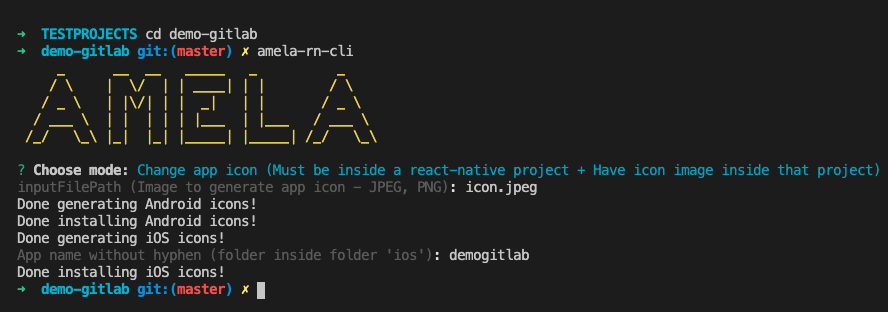 ➜ TESTPROJECTS cd demo-gitlab
➜ demo-gitlab git:(master) ✗ amela-rn-cli
AMELA
? Choose mode: Change app icon (Must be inside a react-native project + Have icon image inside that project)
inputFilePath (Image to generate app icon - JPEG, PNG): icon.jpeg
Done generating Android icons!
Done installing Android icons!
Done generating iOS icons!
App name without hyphen (folder inside folder 'ios'): demogitlab
Done installing iOS icons!
➜ demo-gitlab git:(master) ✗